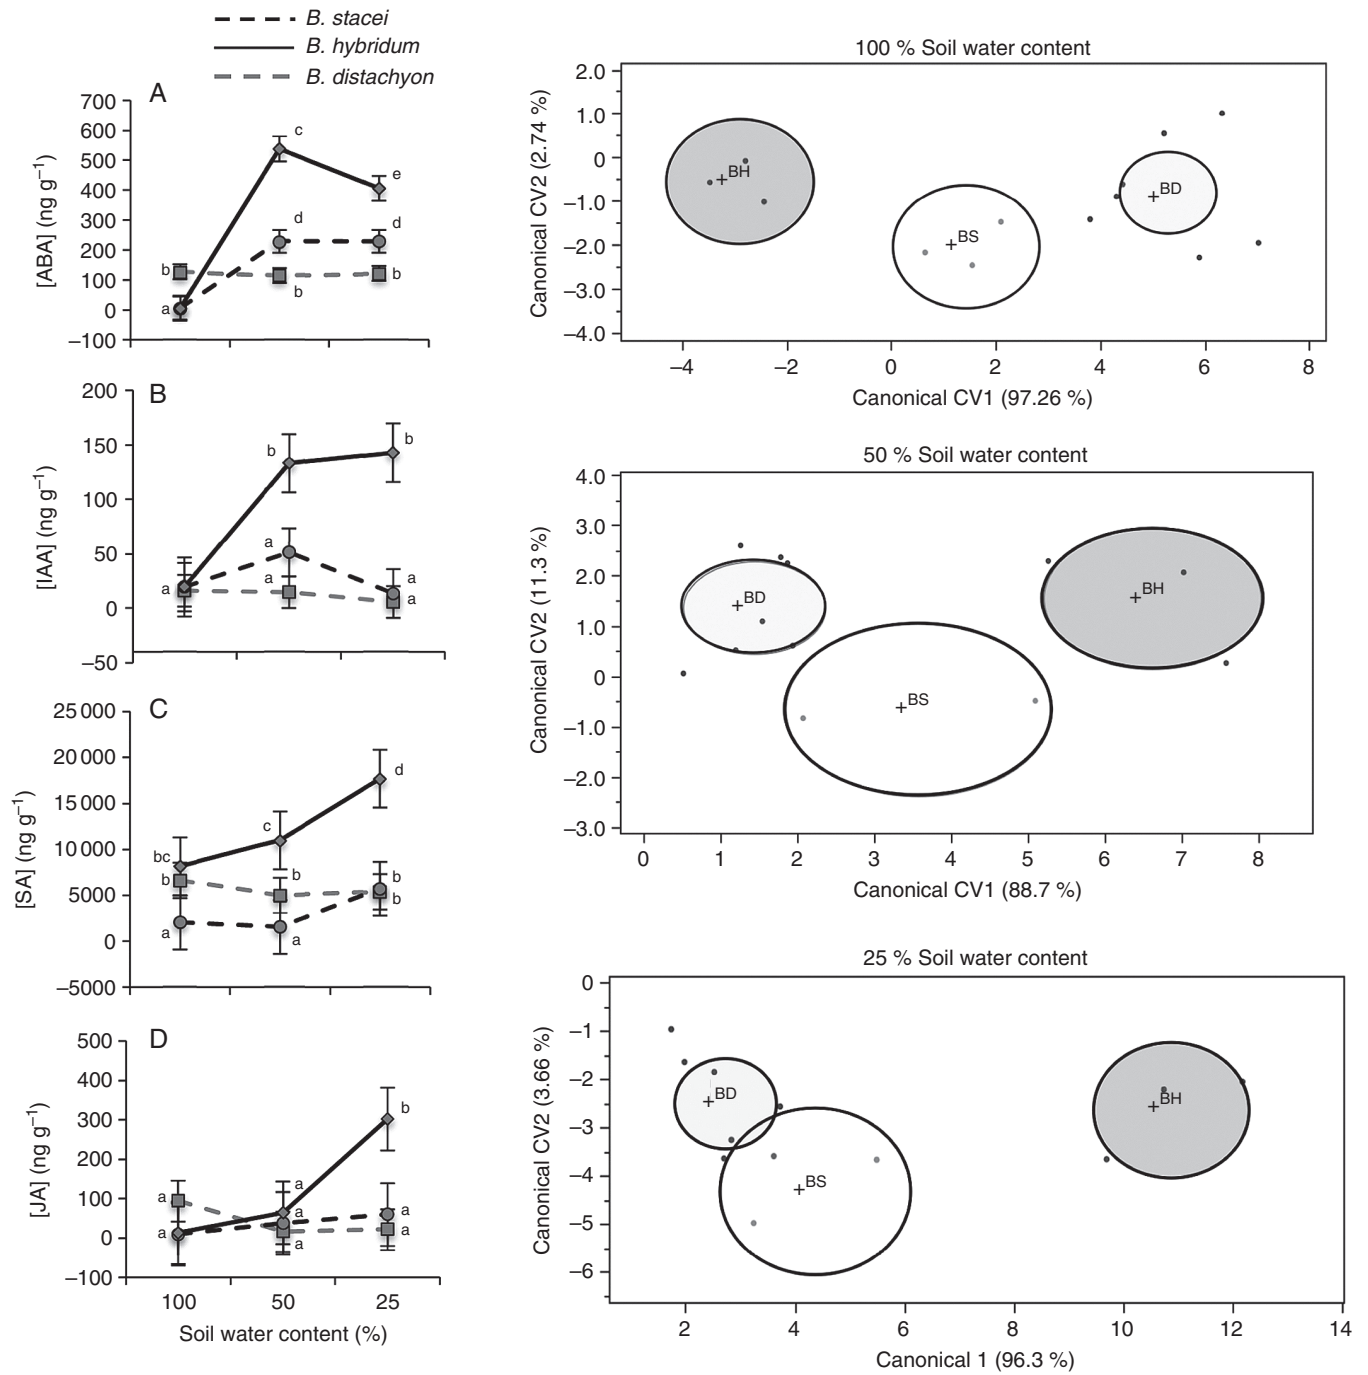 B. stacei
B. hybridum
B. distachyon
A
700
600
500
400
300
200
100
0
–100
[ABA] (ng g–1)
a
b
c
d
b
e
d
b
B
200
150
100
50
0
–50
[IAA] (ng g–1)
a
b
a
a
b
a
a
C
25 000
20 000
15 000
10 000
5000
0
–5000
[SA] (ng g–1)
bc
b
a
c
b
a
d
b
b
D
500
400
300
200
100
0
–100
[JA] (ng g–1)
a
a
a
a
a
b
a
a
100 50 25
Soil water content (%)
100 % Soil water content
2.0
1.0
0
–1.0
–2.0
–3.0
–4.0
Canonical CV2 (2.74 %)
BH
BS
BD
–4 –2 0 2 4 6 8
Canonical CV1 (97.26 %)
50 % Soil water content
4.0
3.0
2.0
1.0
0
–1.0
–2.0
–3.0
Canonical CV2 (11.3 %)
BD
BS
BH
0 1 2 3 4 5 6 7 8
Canonical CV1 (88.7 %)
25 % Soil water content
0
–1
–2
–3
–4
–5
–6
Canonical CV2 (3.66 %)
BD
BS
BH
2 4 6 8 10 12 14
Canonical 1 (96.3 %)